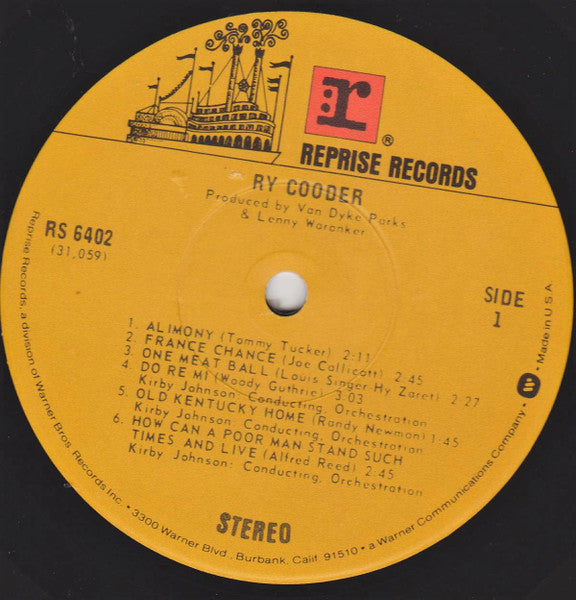 r
®
REPRISE RECORDS
RY COODER
Produced by Van Dyke Parks
& Lenny Waronker
RS 6402
(31,059)
SIDE
1
1. ALIMONY (Tommy Tucker) 2:11
2. FRANCE CHANCE (Joe Callicott) 2:45
3. ONE MEAT BALL (Louis Singer-Hy Zaret) 2:27
4. DO RE MI (Woody Guthrie) 3:03
Kirby Johnson: Conducting, Orchestration
5. OLD KENTUCKY HOME (Randy Newman) 1:45
Kirby Johnson: Conducting, Orchestration
6. HOW CAN A POOR MAN STAND SUCH
TIMES AND LIVE (Alfred Reed) 2:45
Kirby Johnson: Conducting, Orchestration
STEREO
Reprise Records, a division of Warner Bros. Records Inc. • 3300 Warner Blvd., Burbank, Calif. 91510 • a Warner Communications Company • W • Made in U.S.A.